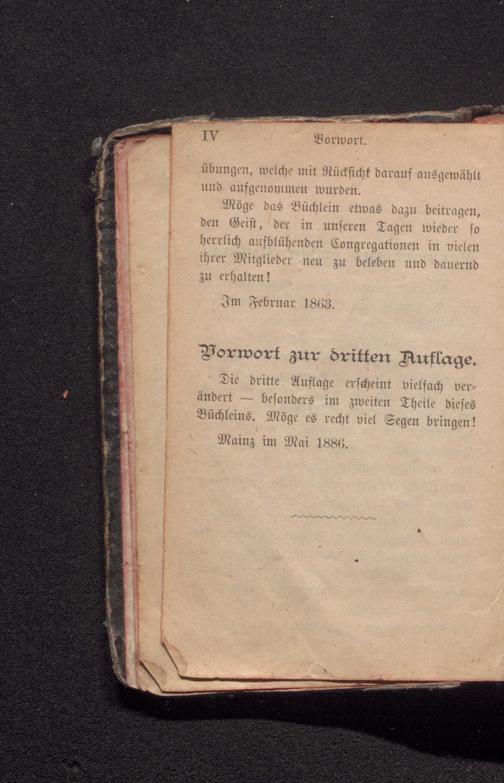 IV Vorwort.
übungen, welche mit Rücksicht darauf ausgewählt
und aufgenommen wurden.
Möge das Büchlein etwas dazu beitragen,
den Geist, der in unseren Tagen wieder so
herrlich aufblühenden Congregationen in vielen
ihrer Mitglieder neu zu beleben und dauernd
zu erhalten!
Im Februar 1863.
Vorwort zur dritten Auflage.
Die dritte Auflage erscheint vielfach ver-
ändert — besonders im zweiten Theile dieses
Büchleins. Möge es recht viel Segen bringen!
Mainz im Mai 1886.